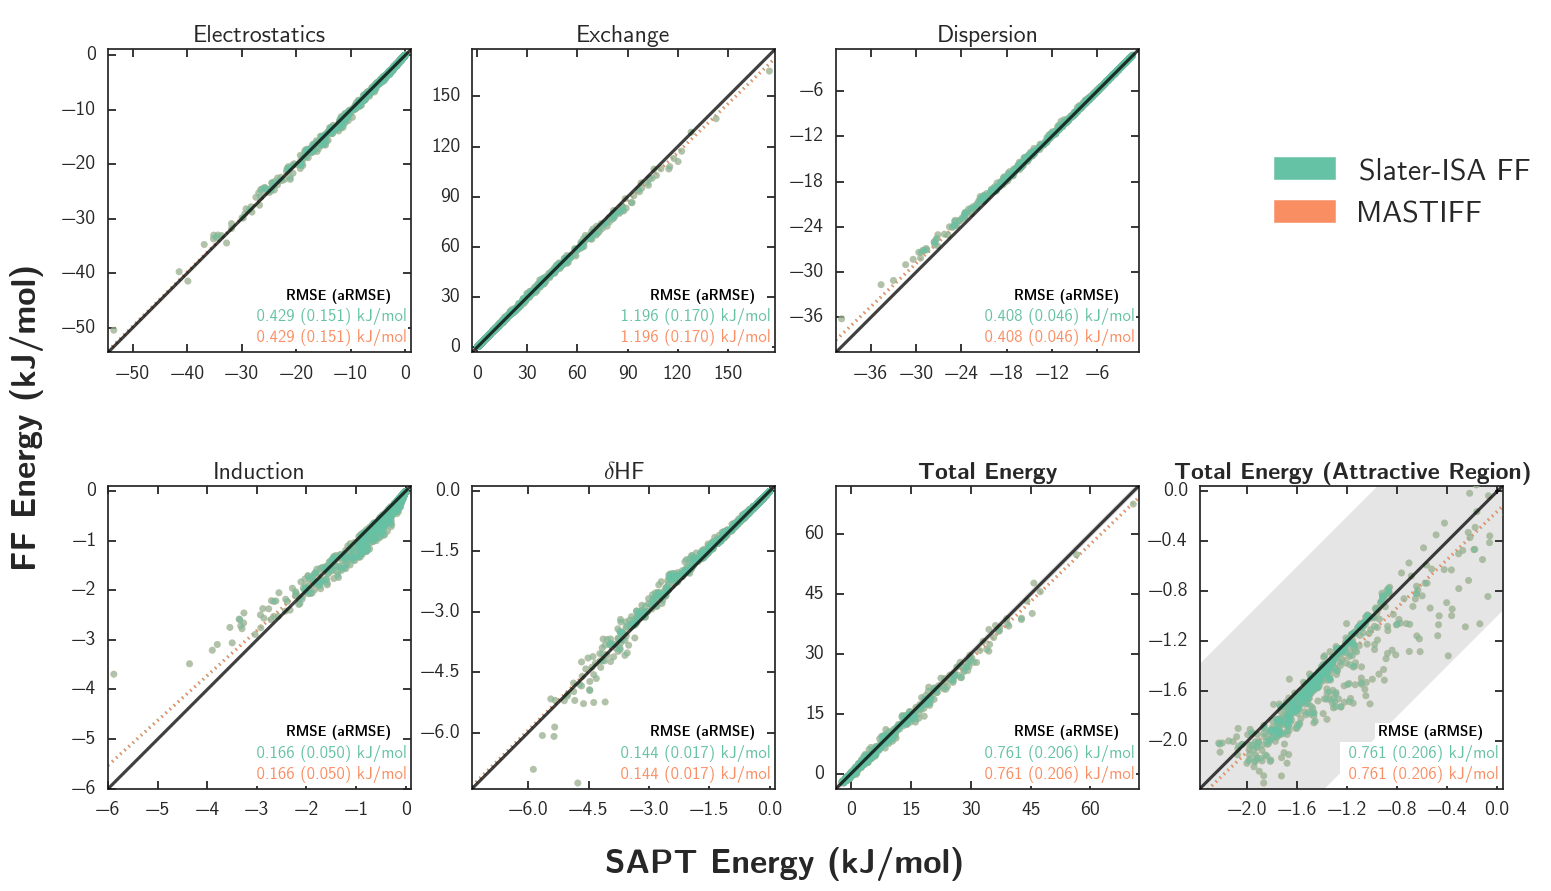 Electrostatics
0
−10
−20
−30
−40
−50
−50 −40 −30 −20 −10 0
RMSE (aRMSE)
0.429 (0.151) kJ/mol
0.429 (0.151) kJ/mol
Exchange
150
120
90
60
30
0
0 30 60 90 120 150
RMSE (aRMSE)
1.196 (0.170) kJ/mol
1.196 (0.170) kJ/mol
Dispersion
−6
−12
−18
−24
−30
−36
−36 −30 −24 −18 −12 −6
RMSE (aRMSE)
0.408 (0.046) kJ/mol
0.408 (0.046) kJ/mol
Slater-ISA FF
MASTIFF
FF Energy (kJ/mol)
Induction
0
−1
−2
−3
−4
−5
−6
−6 −5 −4 −3 −2 −1 0
RMSE (aRMSE)
0.166 (0.050) kJ/mol
0.166 (0.050) kJ/mol
δHF
0.0
−1.5
−3.0
−4.5
−6.0
−6.0 −4.5 −3.0 −1.5 0.0
RMSE (aRMSE)
0.144 (0.017) kJ/mol
0.144 (0.017) kJ/mol
Total Energy
60
45
30
15
0
0 15 30 45 60
RMSE (aRMSE)
0.761 (0.206) kJ/mol
0.761 (0.206) kJ/mol
Total Energy (Attractive Region)
0.0
−0.4
−0.8
−1.2
−1.6
−2.0
−2.0 −1.6 −1.2 −0.8 −0.4 0.0
RMSE (aRMSE)
0.761 (0.206) kJ/mol
0.761 (0.206) kJ/mol
SAPT Energy (kJ/mol)